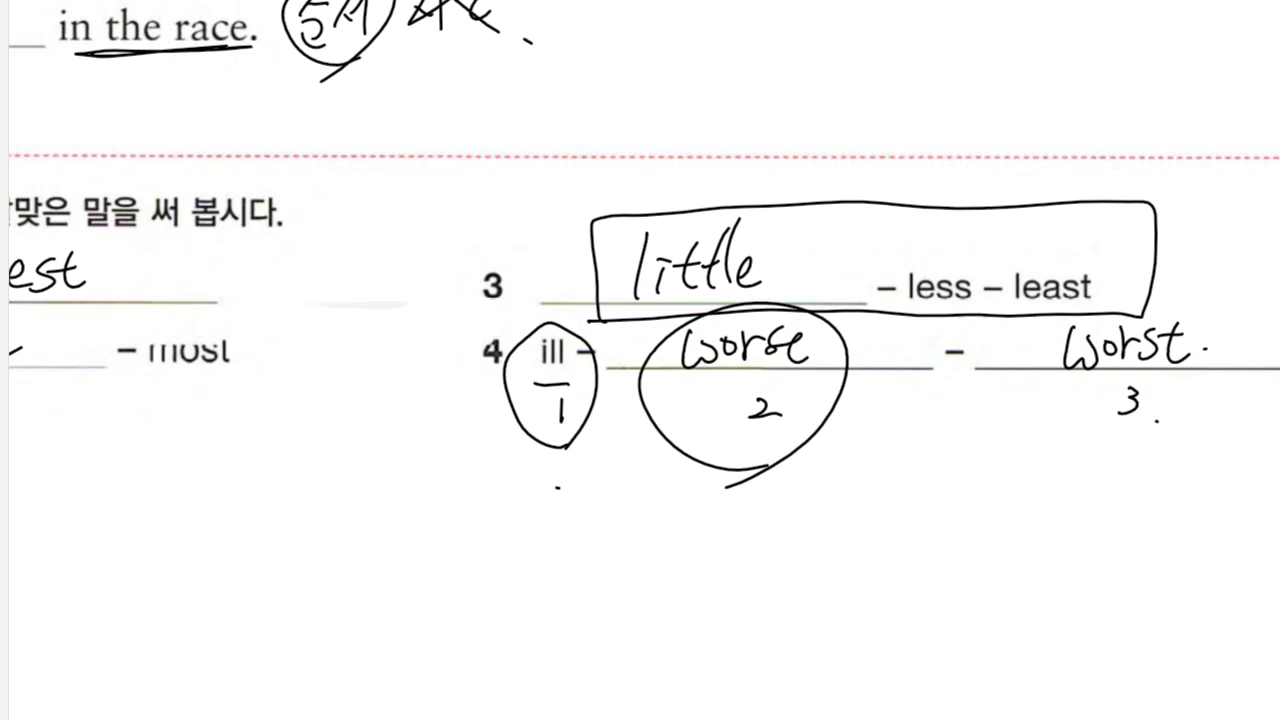 in the race.
맞은 말을 써 봅시다.
est
3 little – less – least
– most
4 ill – worse – worst.
1 2 3.